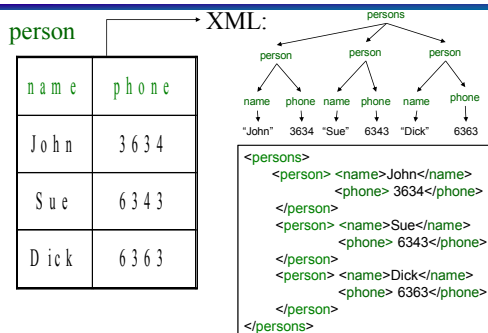 person
XML:
name phone
John 3634
Sue 6343
Dick 6363
persons
person person person
name phone name phone name phone
“John” 3634 “Sue” 6343 “Dick” 6363
<persons>
<person> <name>John</name>
<phone> 3634</phone>
</person>
<person> <name>Sue</name>
<phone> 6343</phone>
</person>
<person> <name>Dick</name>
<phone> 6363</phone>
</person>
</persons>